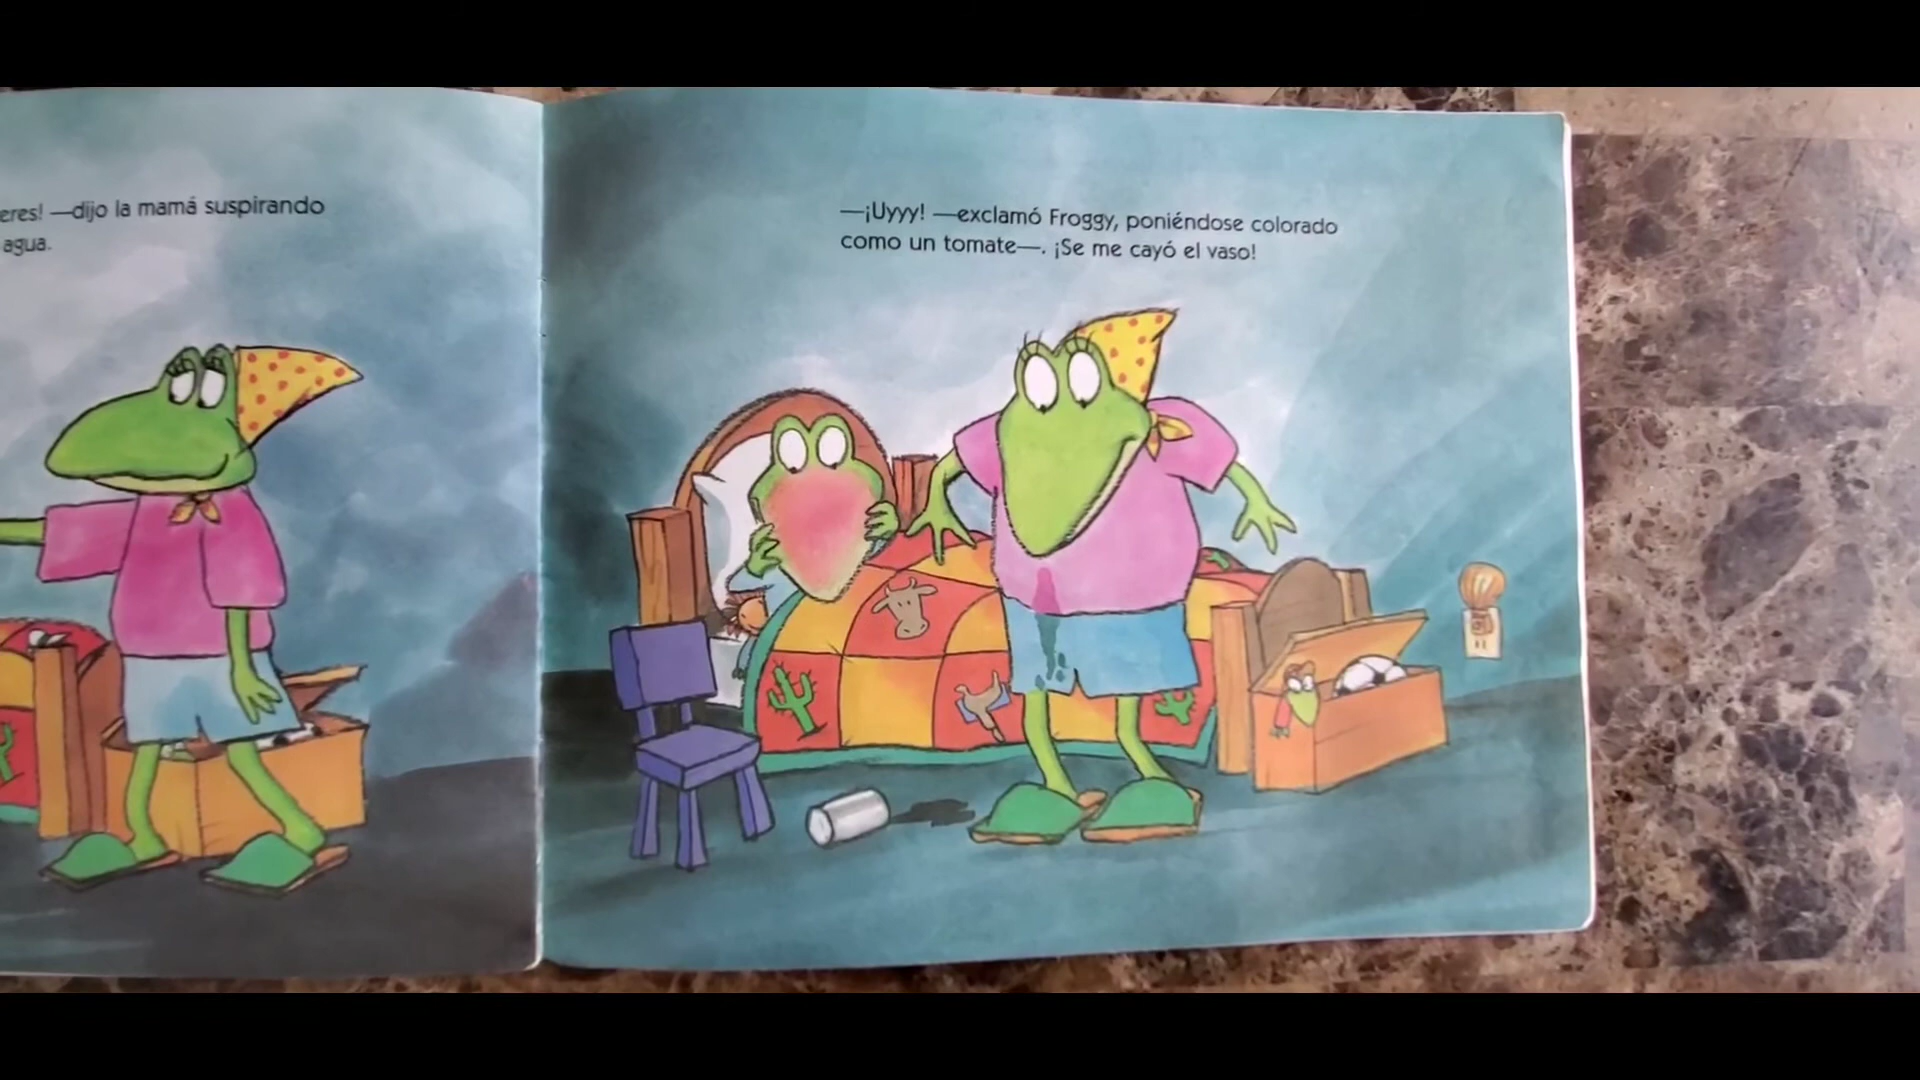 eres! —dijo la mamá suspirando
agua.
—¡Uyyy! —exclamó Froggy, poniéndose colorado
como un tomate—. ¡Se me cayó el vaso!